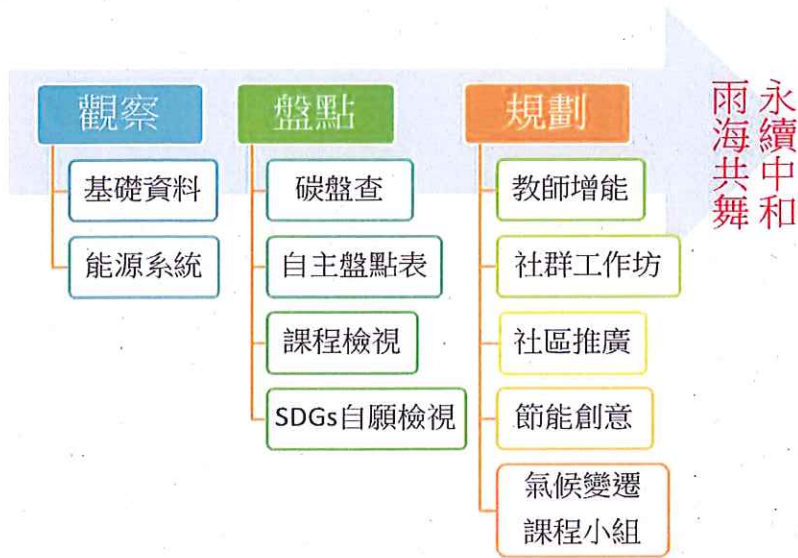 觀察
基礎資料
能源系統
盤點
碳盤查
自主盤點表
課程檢視
SDGs自願檢視
規劃
教師增能
社群工作坊
社區推廣
節能創意
氣候變遷
課程小組
永續中和
雨海共舞